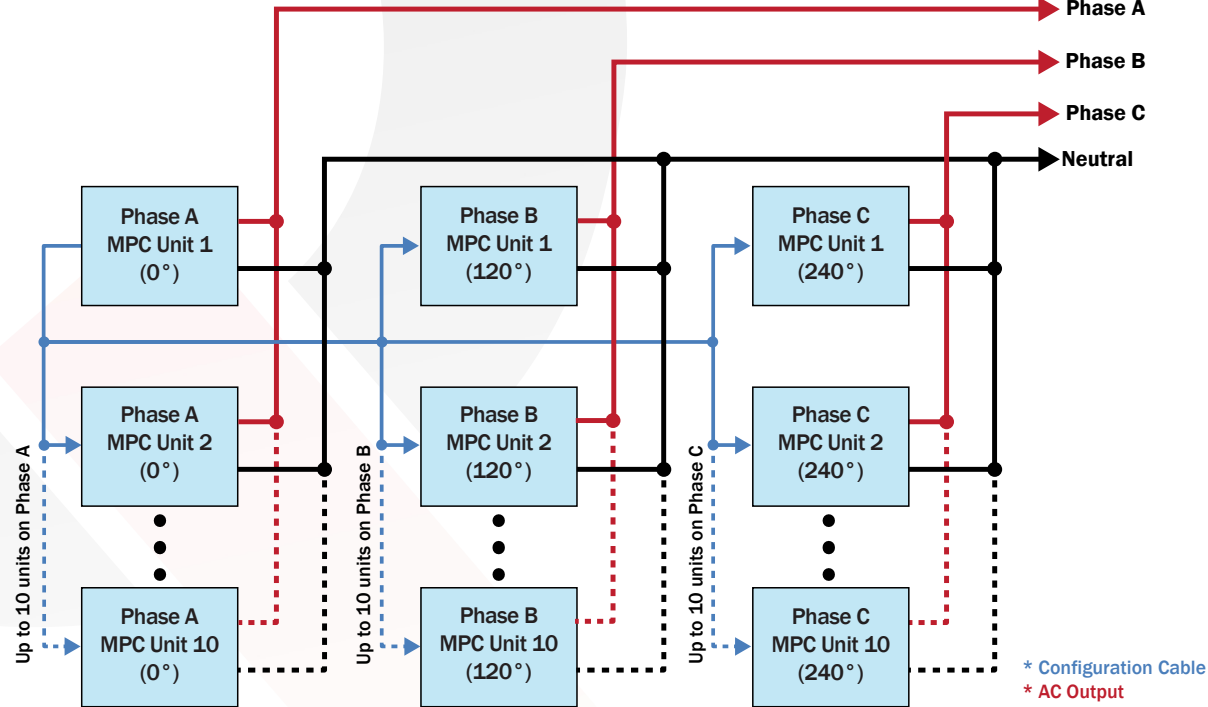 Phase A
Phase B
Phase C
Neutral
Phase A
MPC Unit 1
(0°)
Phase B
MPC Unit 1
(120°)
Phase C
MPC Unit 1
(240°)
Up to 10 units on Phase A
Phase A
MPC Unit 2
(0°)
Up to 10 units on Phase B
Phase B
MPC Unit 2
(120°)
Up to 10 units on Phase C
Phase C
MPC Unit 2
(240°)
Phase A
MPC Unit 10
(0°)
Phase B
MPC Unit 10
(120°)
Phase C
MPC Unit 10
(240°)
* Configuration Cable
* AC Output